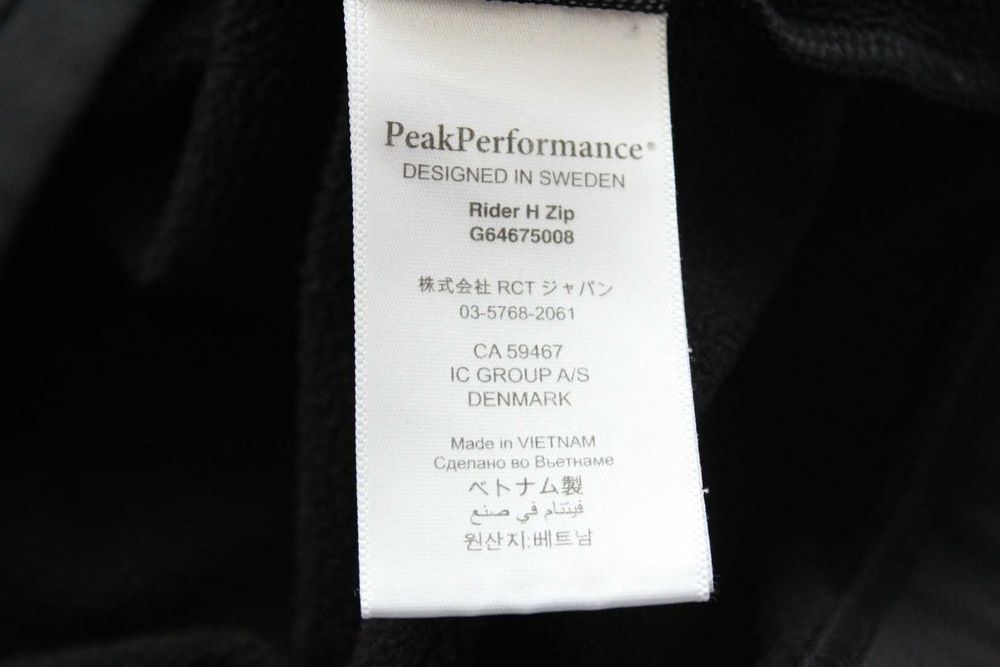 PeakPerformance®
DESIGNED IN SWEDEN
Rider H Zip
G64675008
株式会社 RCT ジャパン
03-5768-2061
CA 59467
IC GROUP A/S
DENMARK
Made in VIETNAM
Сделано во Вьетнаме
ベトナム製
فيتنام في صنع
원산지:베트남